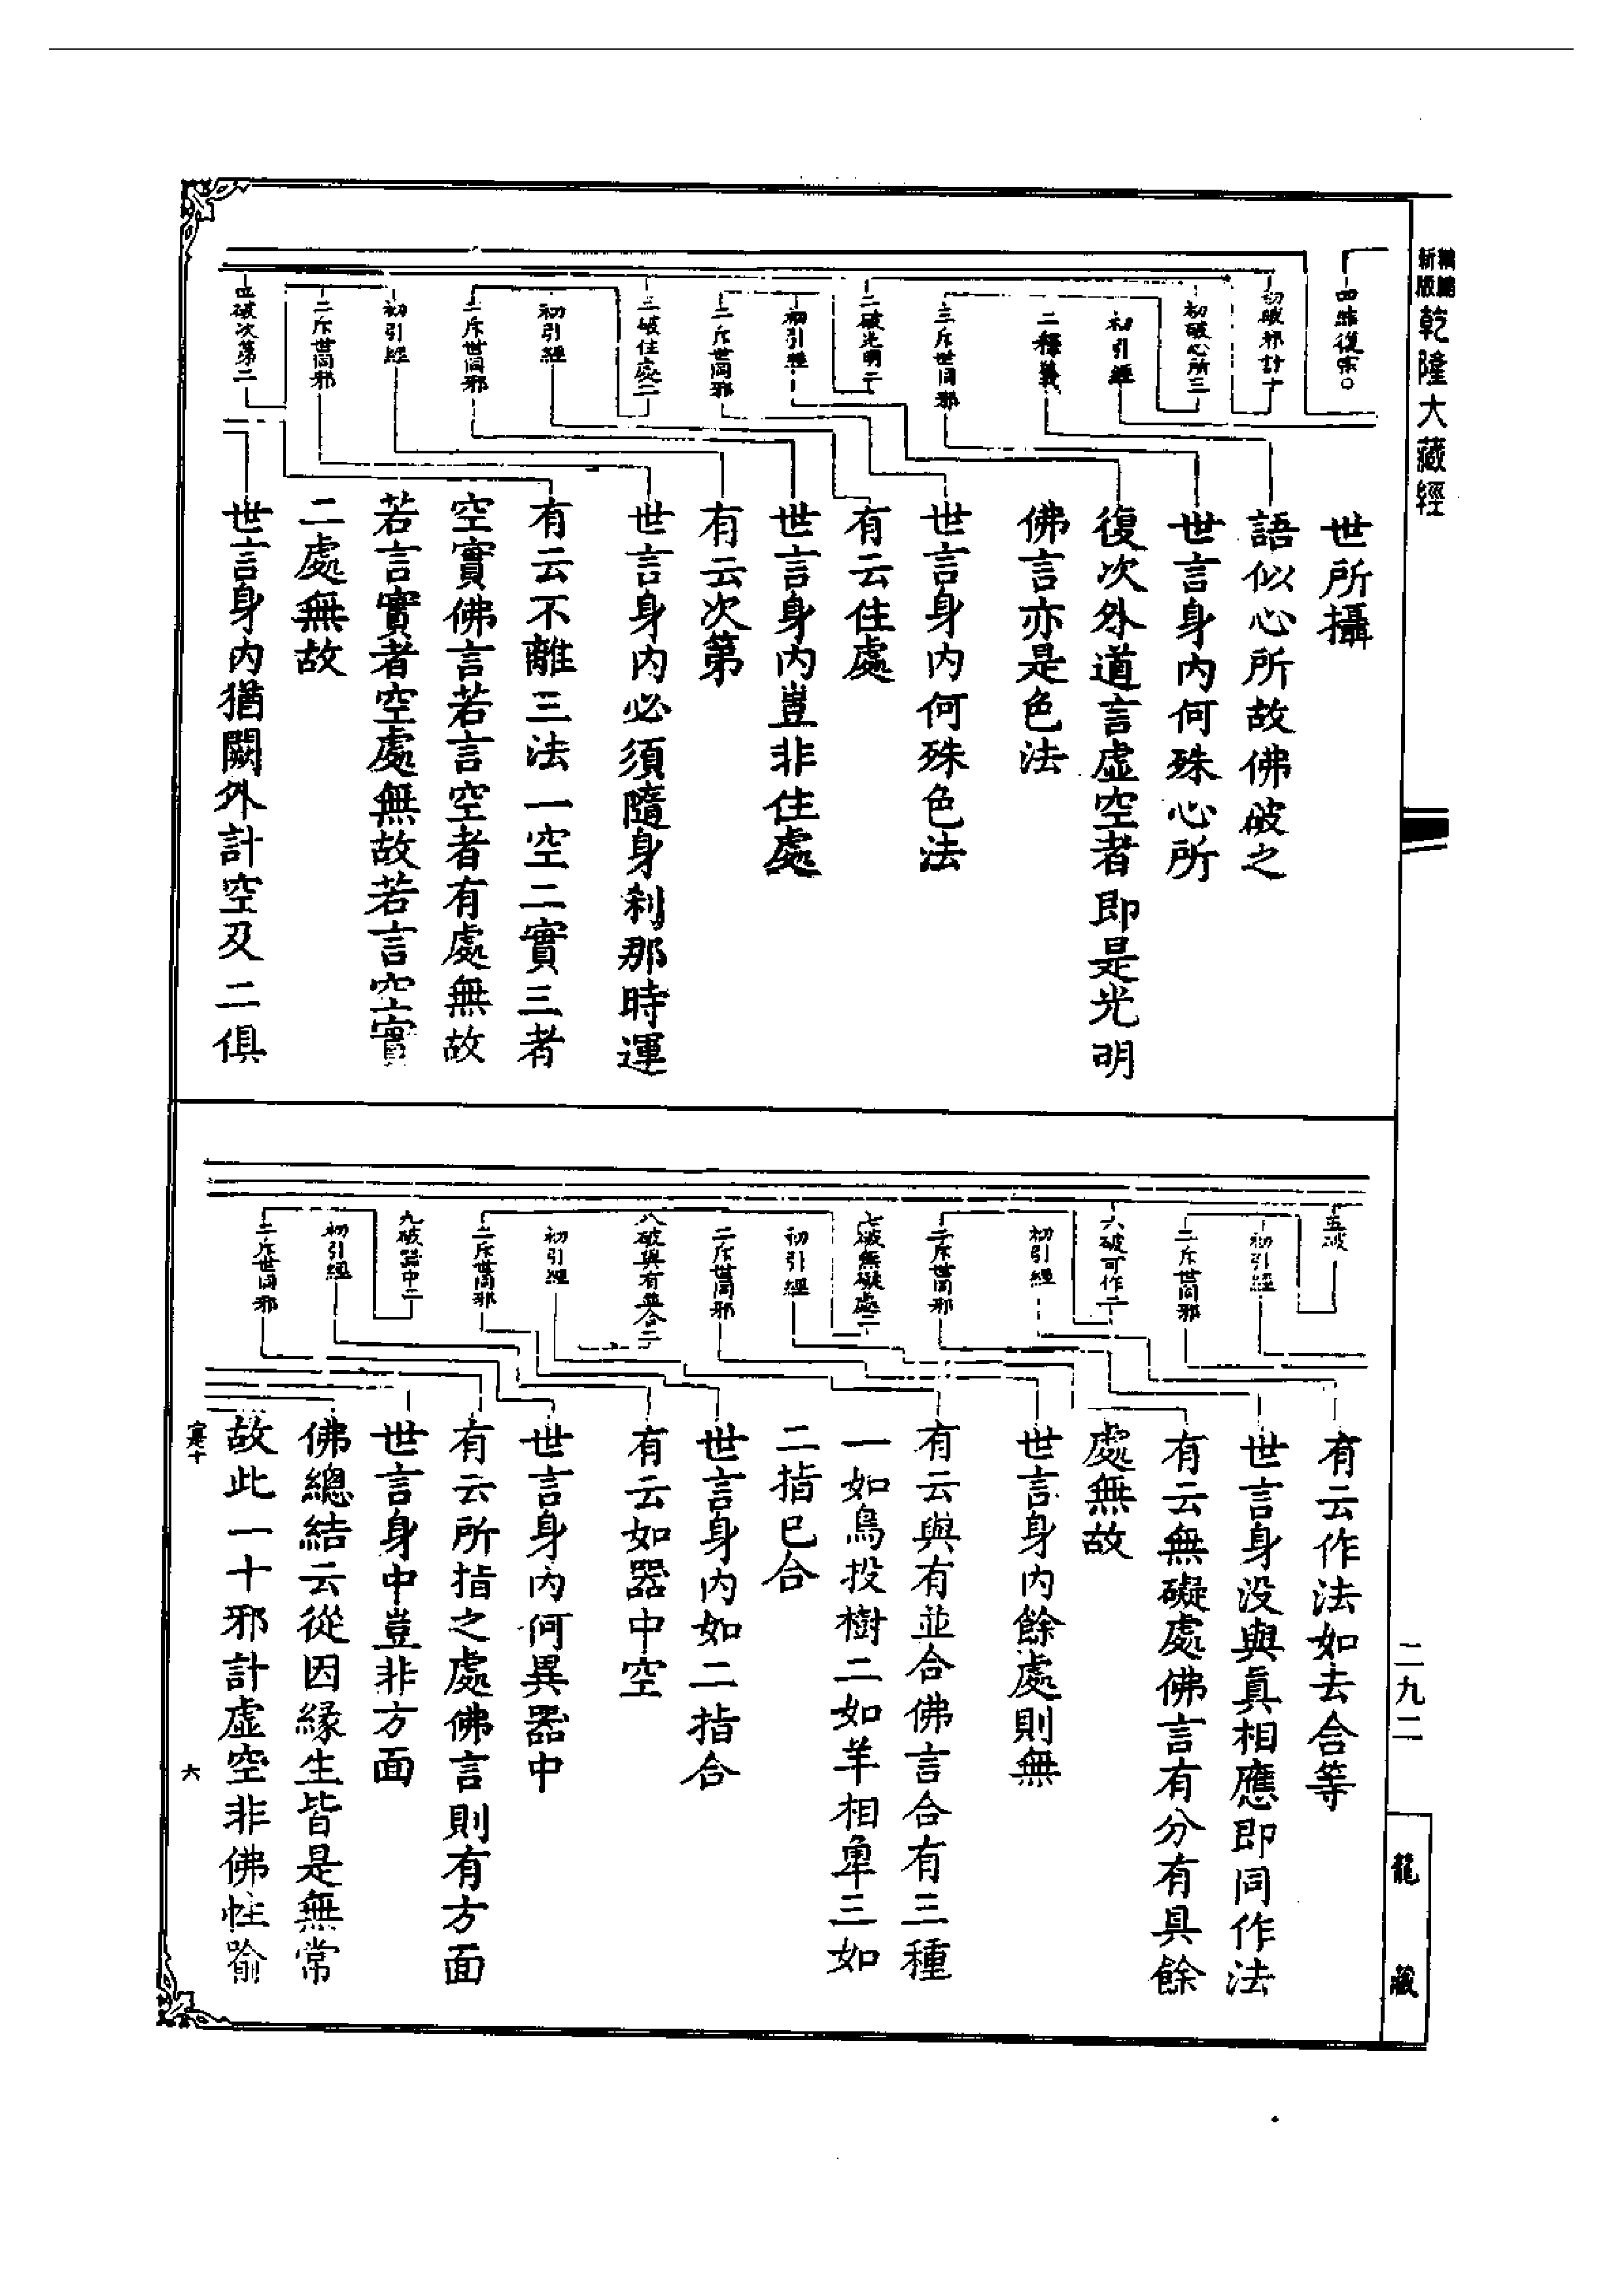 新版
乾隆大藏經
四結復宗○
初破邪計十
初破心所三
初引經
二釋義
三斥世同邪
二破光明二
初引經
二斥世同邪
三破住處二
初引經
二斥世同邪
初引經
二斥世同邪
四破次第二
世所攝
語似心所故佛破之
世言身內何殊心所
復次外道言虛空者即是光明
佛言亦是色法
世言身內何殊色法
有云住處
世言身內豈非住處
有云次第
世言身內必須隨身剎那時運
有云不離三法一空二實三者
空實佛言若言空者有處無故
若言實者空處無故若言空實
二處無故
世言身內猶闕外計空及二俱
五破
初引經
二斥世同邪
六破可作二
初引經
二斥世同邪
七破無礙處二
初引經
二斥世同邪
八破與有並合二
初引經
二斥世同邪
九破器中二
初引經
二斥世同邪
有云作法如去合等
世言身没與真相應即同作法
有云無礙處佛言有分有具餘
處無故
世言身內餘處則無
有云與有並合佛言合有三種
一如鳥投樹二如羊相𤘙三如
二指已合
世言身內如二指合
有云如器中空
世言身內何異器中
有云所指之處佛言則有方面
世言身中豈非方面
佛總結云從因緣生皆是無常
故此一十邪計虛空非佛性喻
六
二九二
龍藏